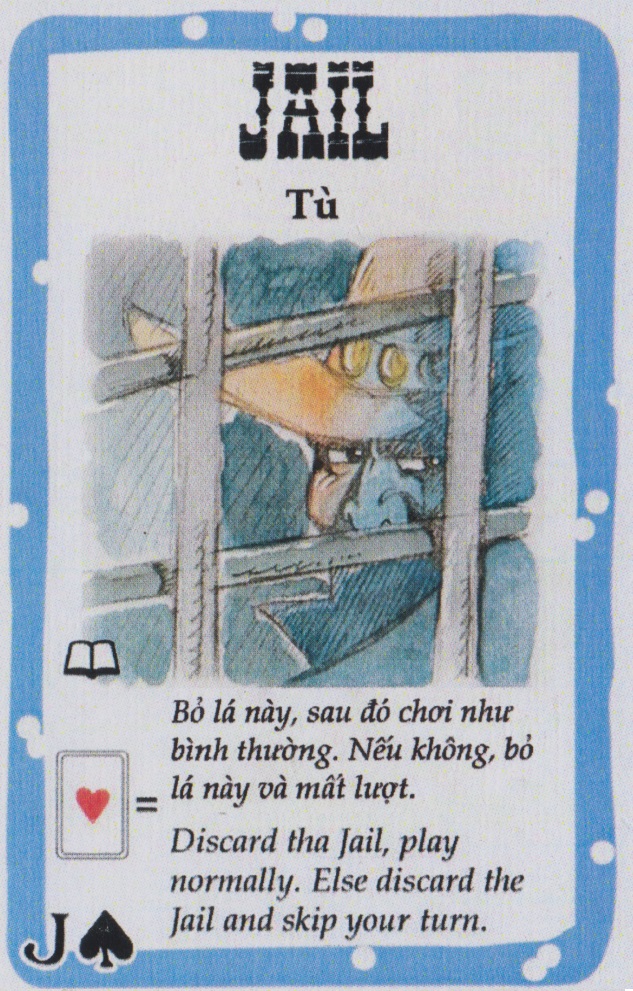 JAIL
Tù
Bỏ lá này, sau đó chơi như
bình thường. Nếu không, bỏ
= lá này và mất lượt.
Discard tha Jail, play
normally. Else discard the
Jail and skip your turn.
J